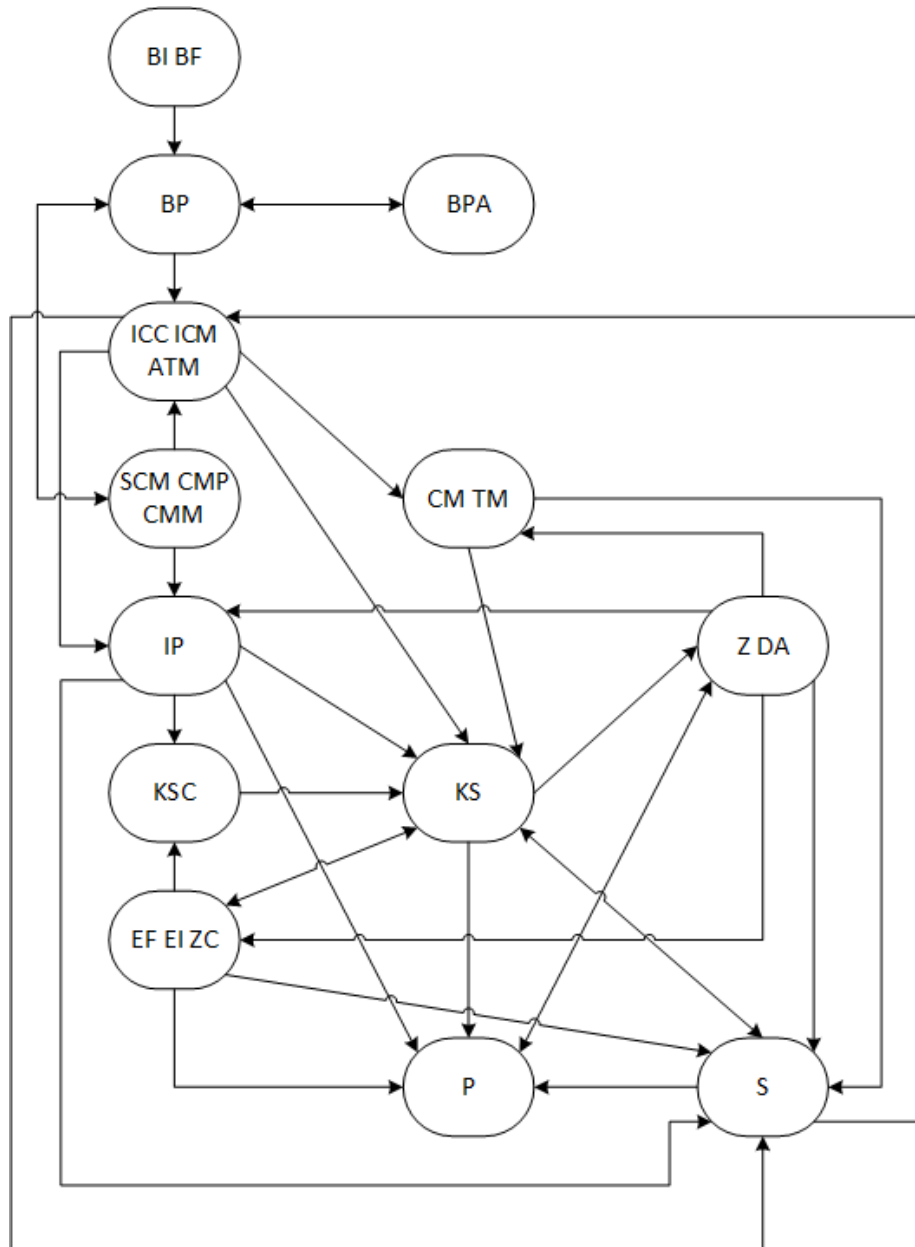 BI BF
BP
BPA
ICC ICM
ATM
SCM CMP
CMM
CM TM
IP
Z DA
KSC
KS
EF EI ZC
P
S